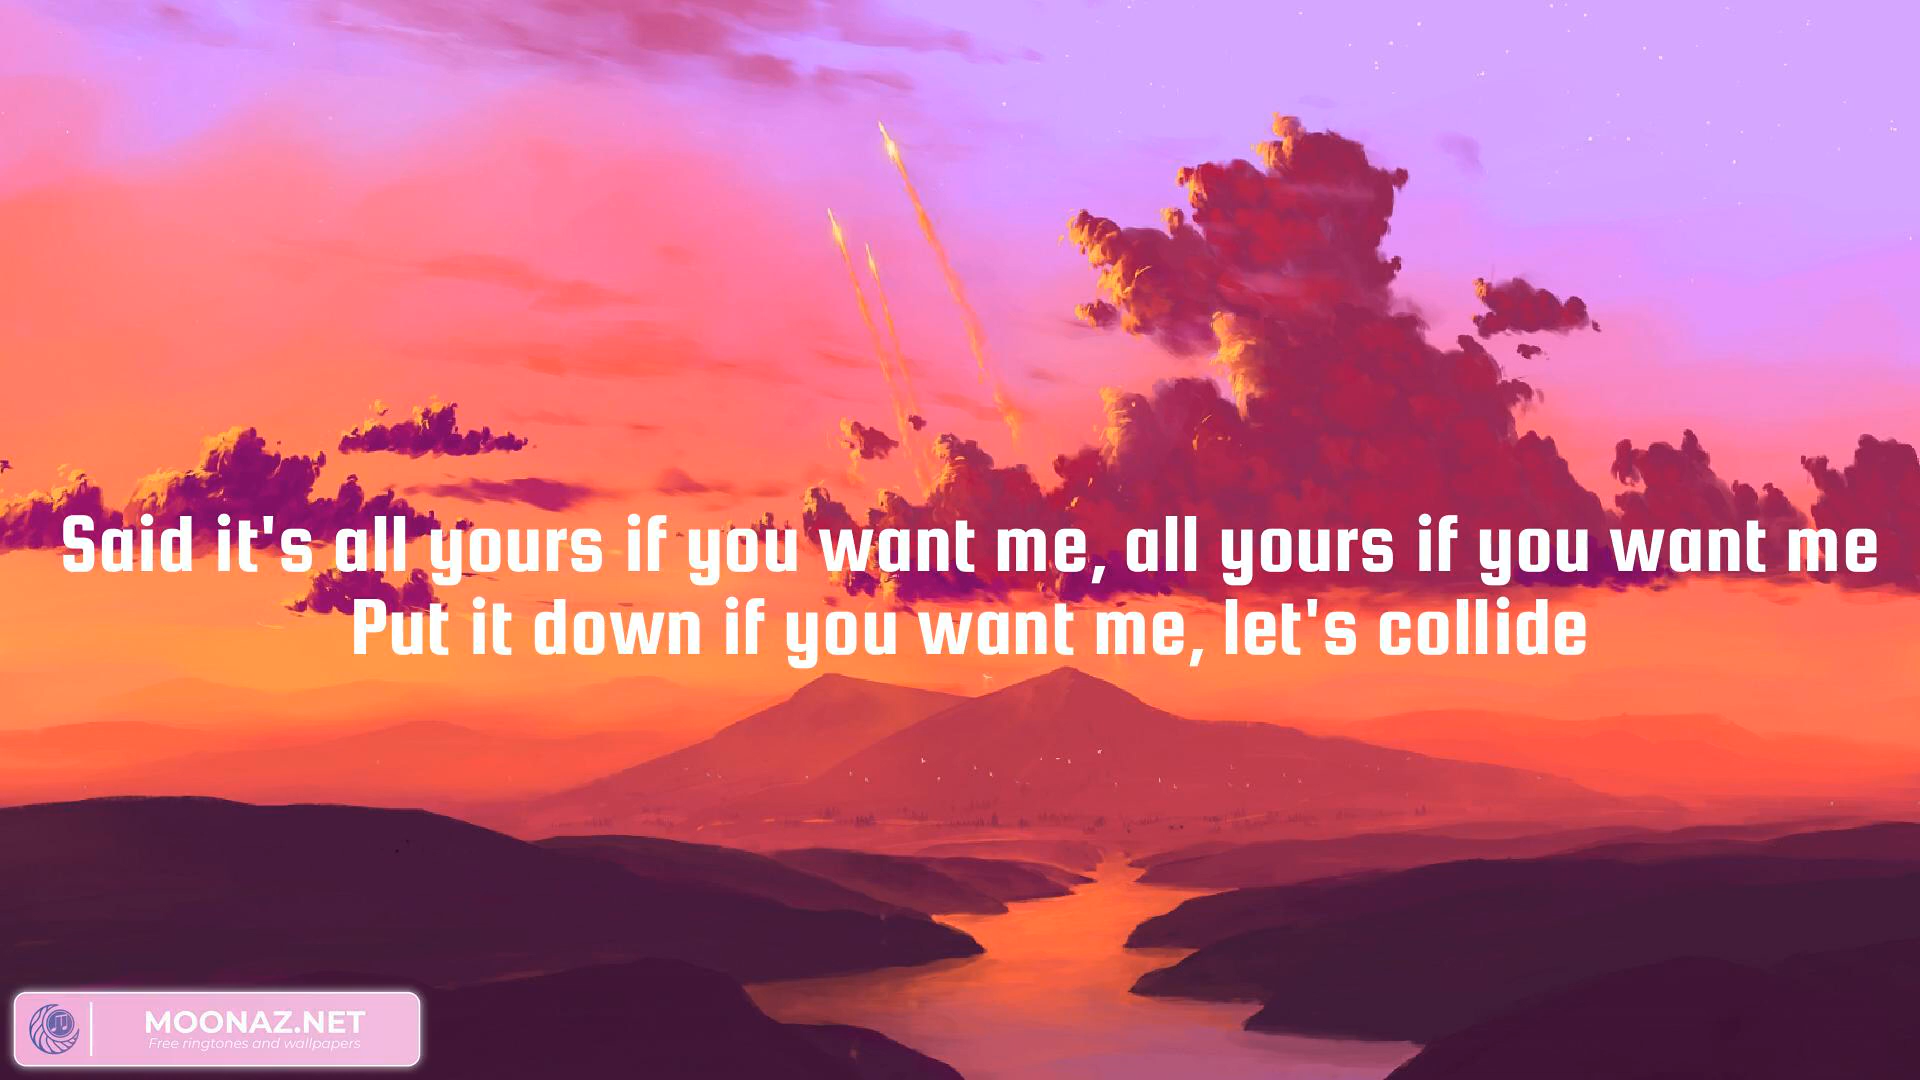 Said it's all yours if you want me, all yours if you want me
Put it down if you want me, let's collide
MOONAZ.NET
Free ringtones and wallpapers